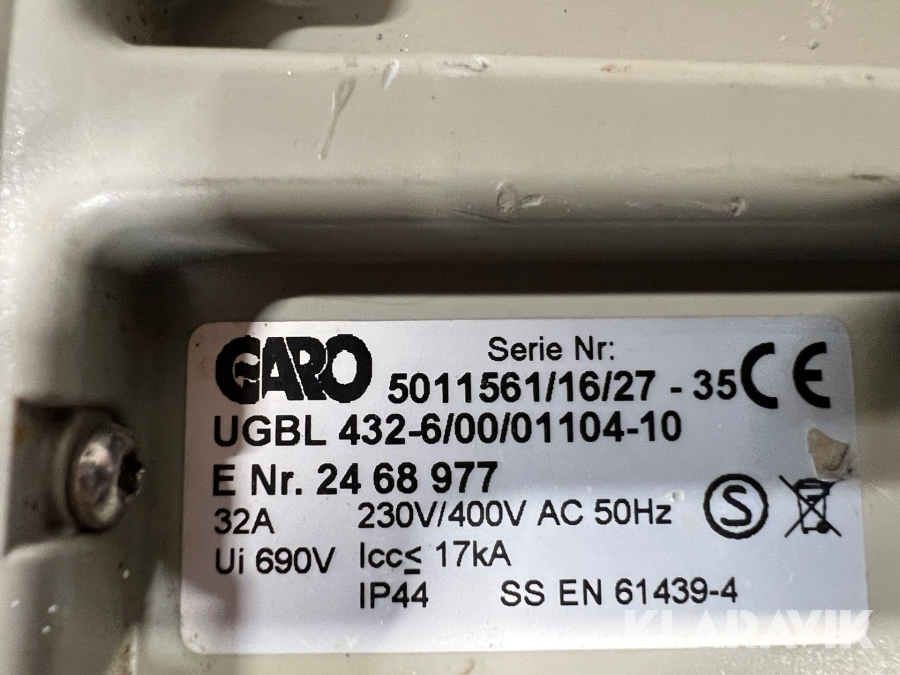 GARO Serie Nr:
5011561/16/27 - 35 CE
UGBL 432-6/00/01104-10
E Nr. 24 68 977
32A 230V/400V AC 50Hz S
Ui 690V Icc≤ 17kA
IP44 SS EN 61439-4
KLARAVIK